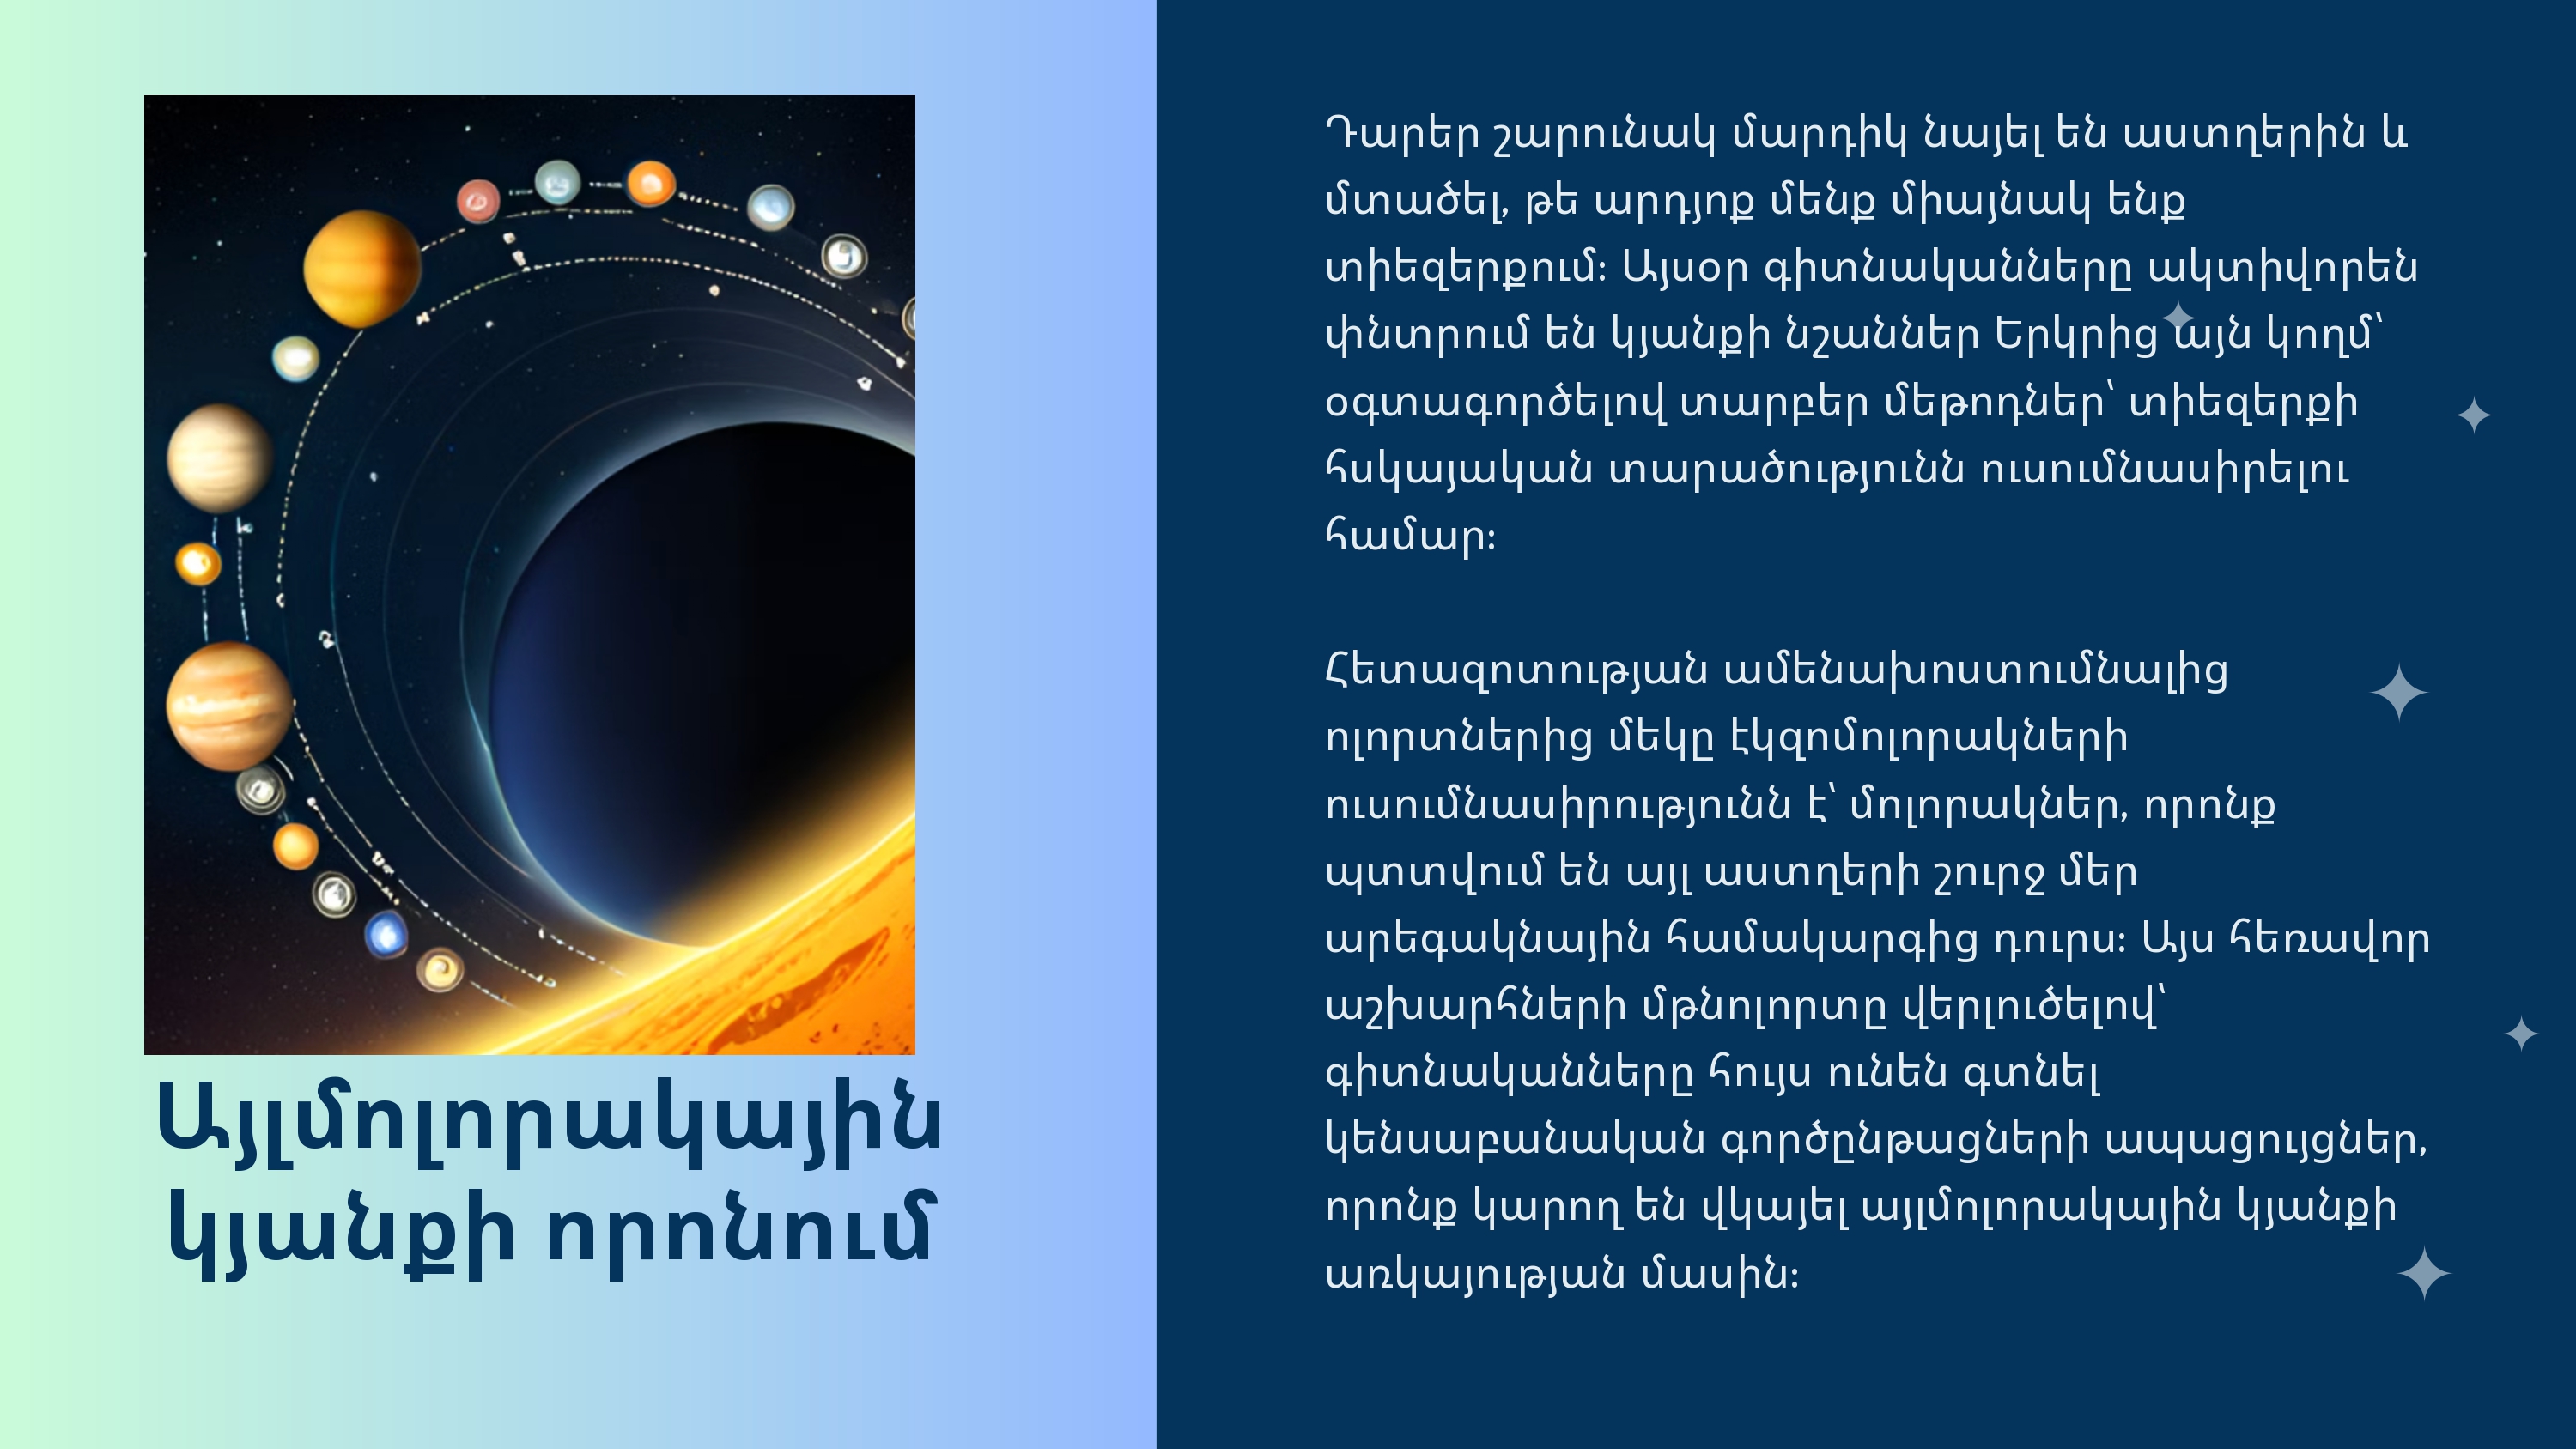 Այլմոլորակային
կյանքի որոնում
Դարեր շարունակ մարդիկ նայել են աստղերին և
մտածել, թե արդյոք մենք միայնակ ենք
տիեզերքում: Այսօր գիտնականները ակտիվորեն
փնտրում են կյանքի նշաններ Երկրից այն կողմ՝
օգտագործելով տարբեր մեթոդներ՝ տիեզերքի
հսկայական տարածությունն ուսումնասիրելու
համար:
Հետազոտության ամենախոստումնալից
ոլորտներից մեկը էկզոմոլորակների
ուսումնասիրությունն է՝ մոլորակներ, որոնք
պտտվում են այլ աստղերի շուրջ մեր
արեգակնային համակարգից դուրս: Այս հեռավոր
աշխարհների մթնոլորտը վերլուծելով՝
գիտնականները հույս ունեն գտնել
կենսաբանական գործընթացների ապացույցներ,
որոնք կարող են վկայել այլմոլորակային կյանքի
առկայության մասին: